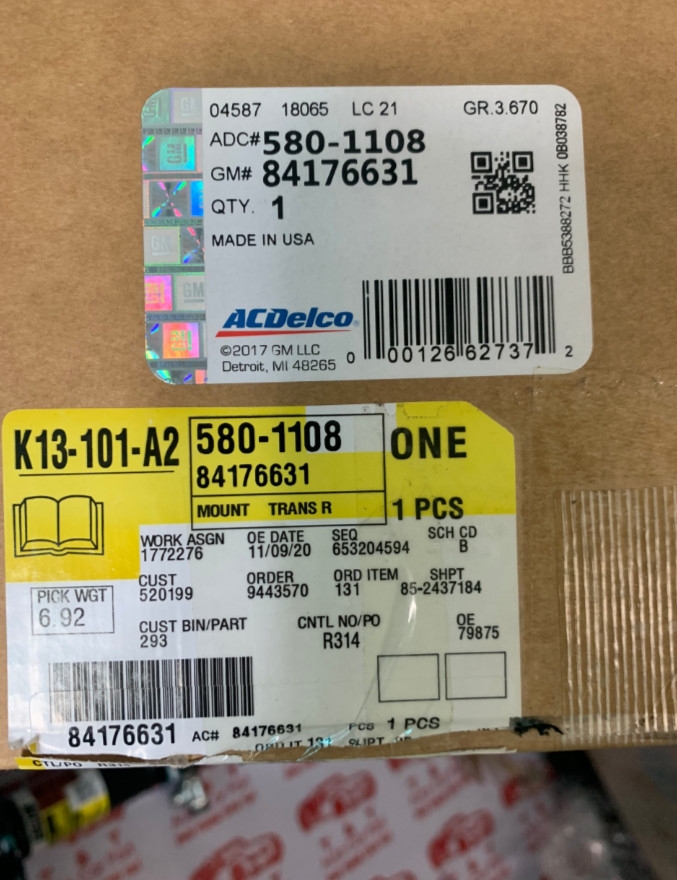 04587 18065 LC 21 GR.3.670
ADC# 580-1108
GM# 84176631
QTY. 1
MADE IN USA
BBB5388272 HHK 0B038782
ACDelco®
©2017 GM LLC
Detroit, MI 48265
0 00126 62737 2
K13-101-A2
580-1108
84176631
MOUNT TRANS R
ONE
1 PCS
WORK ASGN OE DATE SEQ SCH CD
1772276 11/09/20 653204594 B
CUST ORDER ORD ITEM SHPT
520199 9443570 131 85-2437184
PICK WGT
6.92
CUST BIN/PART CNTL NO/PO OE
293 R314 79875
84176631 AC# 84176631 PCS 1 PCS